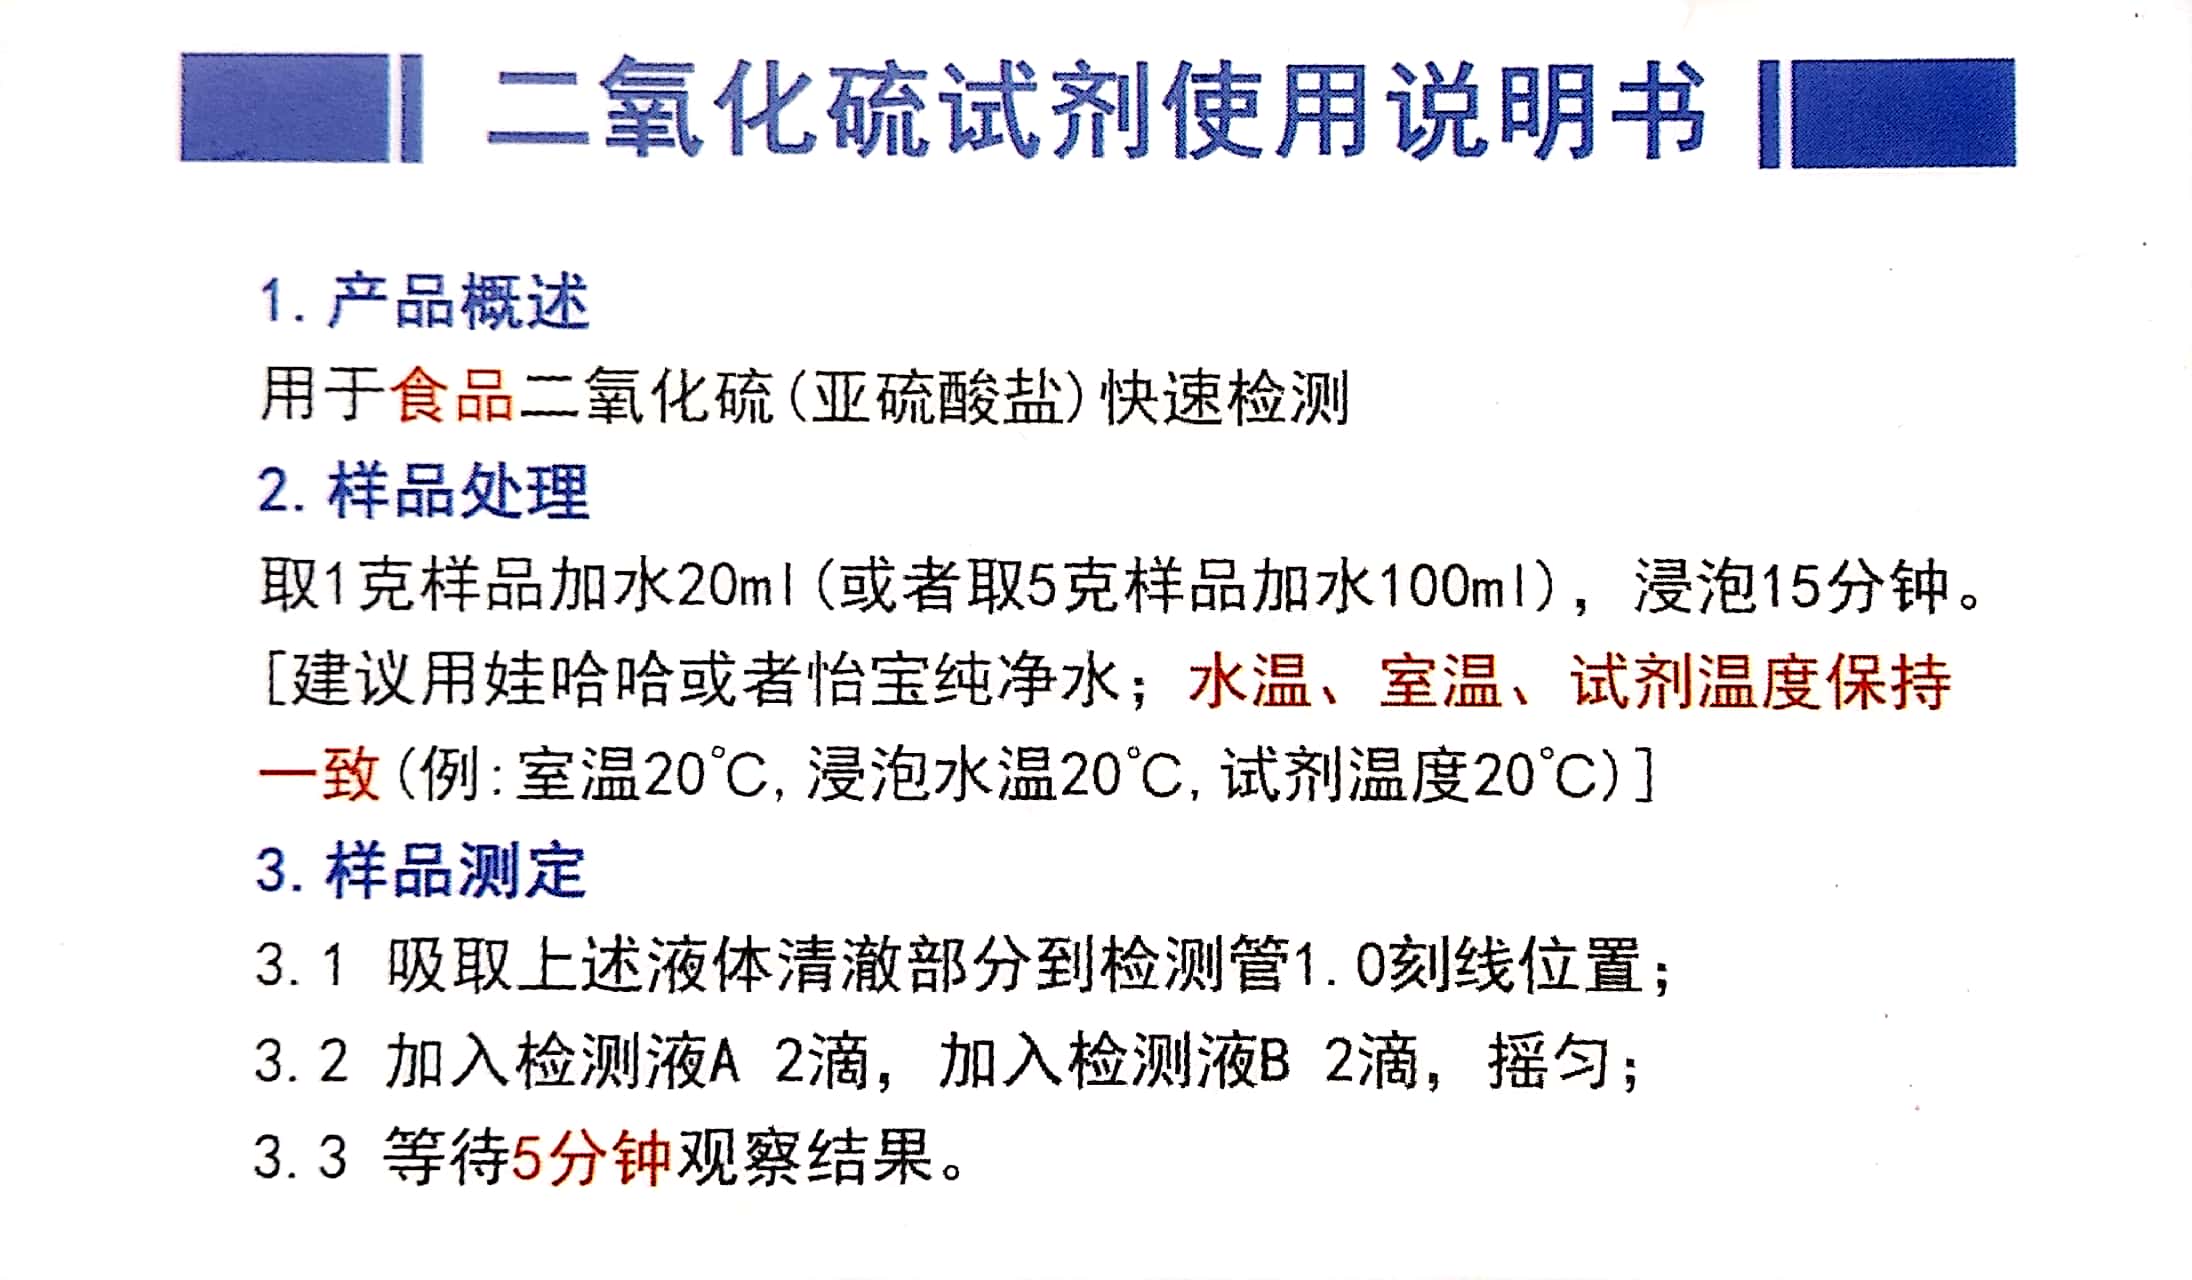 二氧化硫试剂使用说明书
1.产品概述
用于食品二氧化硫(亚硫酸盐)快速检测
2.样品处理
取1克样品加水20ml(或者取5克样品加水100ml)，浸泡15分钟。
[建议用娃哈哈或者怡宝纯净水；水温、室温、试剂温度保持
一致(例:室温20℃,浸泡水温20℃,试剂温度20℃)]
3.样品测定
3.1 吸取上述液体清澈部分到检测管1.0刻线位置；
3.2 加入检测液A 2滴，加入检测液B 2滴，摇匀；
3.3 等待5分钟观察结果。